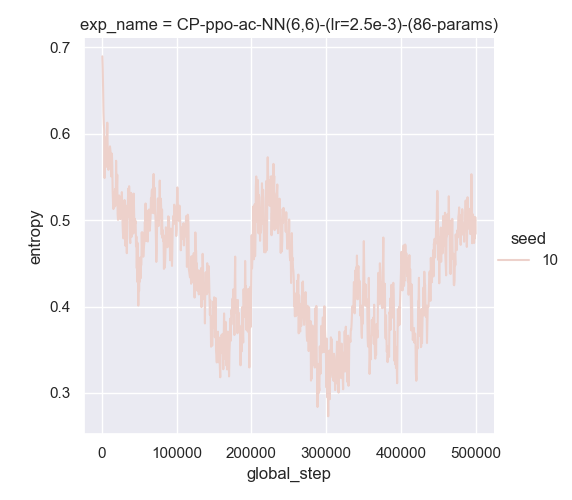 exp_name = CP-ppo-ac-NN(6,6)-(lr=2.5e-3)-(86-params)
0.7
0.6
0.5
0.4
0.3
entropy
0 100000 200000 300000 400000 500000
global_step
seed
10